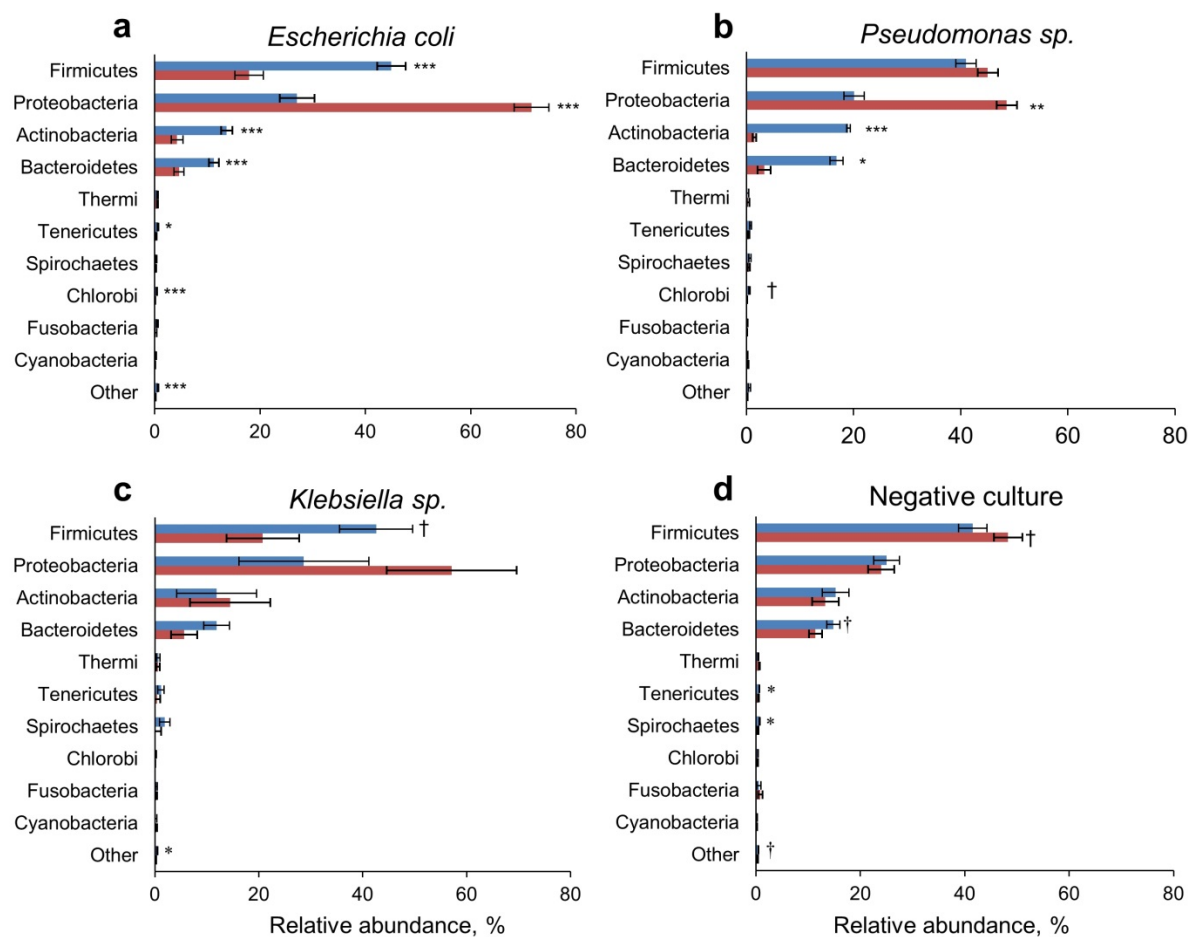 a
Escherichia coli
Firmicutes
***
Proteobacteria
***
Actinobacteria
***
Bacteroidetes
***
Thermi
Tenericutes
*
Spirochaetes
Chlorobi
***
Fusobacteria
Cyanobacteria
Other
***
0 20 40 60 80
b
Pseudomonas sp.
Firmicutes
Proteobacteria
**
Actinobacteria
***
Bacteroidetes
*
Thermi
Tenericutes
Spirochaetes
Chlorobi
†
Fusobacteria
Cyanobacteria
Other
0 20 40 60 80
c
Klebsiella sp.
Firmicutes
†
Proteobacteria
Actinobacteria
Bacteroidetes
Thermi
Tenericutes
Spirochaetes
Chlorobi
Fusobacteria
Cyanobacteria
Other
*
0 20 40 60 80
Relative abundance, %
d
Negative culture
Firmicutes
†
Proteobacteria
Actinobacteria
Bacteroidetes
†
Thermi
Tenericutes
*
Spirochaetes
*
Chlorobi
Fusobacteria
Cyanobacteria
Other
†
0 20 40 60 80
Relative abundance, %